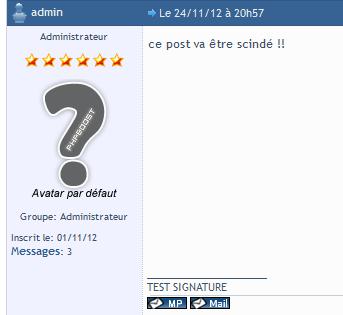 admin
Le 24/11/12 à 20h57
Administrateur
ce post va être scindé !!
PHPBOOST
Avatar par défaut
Groupe: Administrateur
Inscrit le: 01/11/12
Messages: 3
TEST SIGNATURE
MP Mail